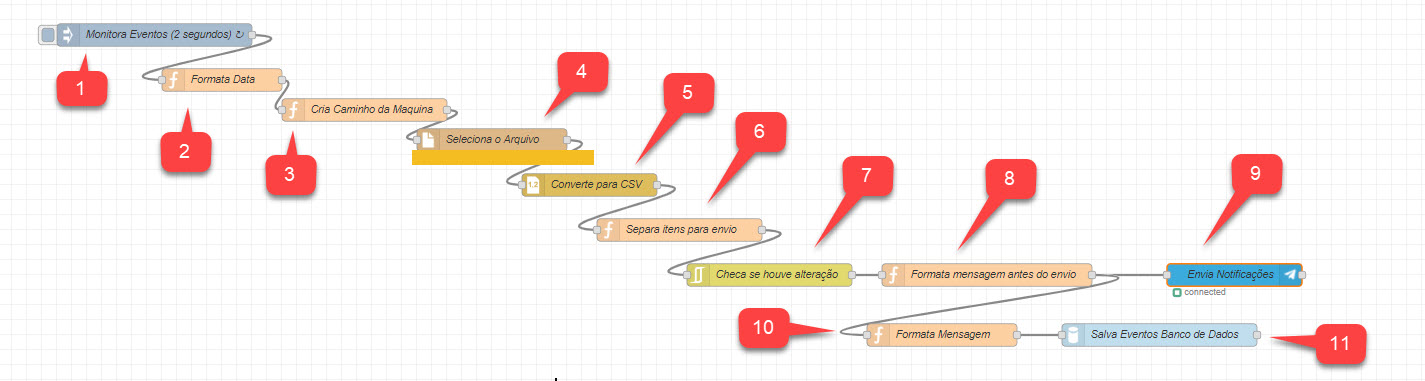 Monitora Eventos (2 segundos) ↻
1
Formata Data
2
Cria Caminho da Maquina
3
4
Seleciona o Arquivo
5
1,2
Converte para CSV
6
Separa itens para envio
7
Checa se houve alteração
8
Formata mensagem antes do envio
9
Envia Notificações
connected
10
Formata Mensagem
Salva Eventos Banco de Dados
11